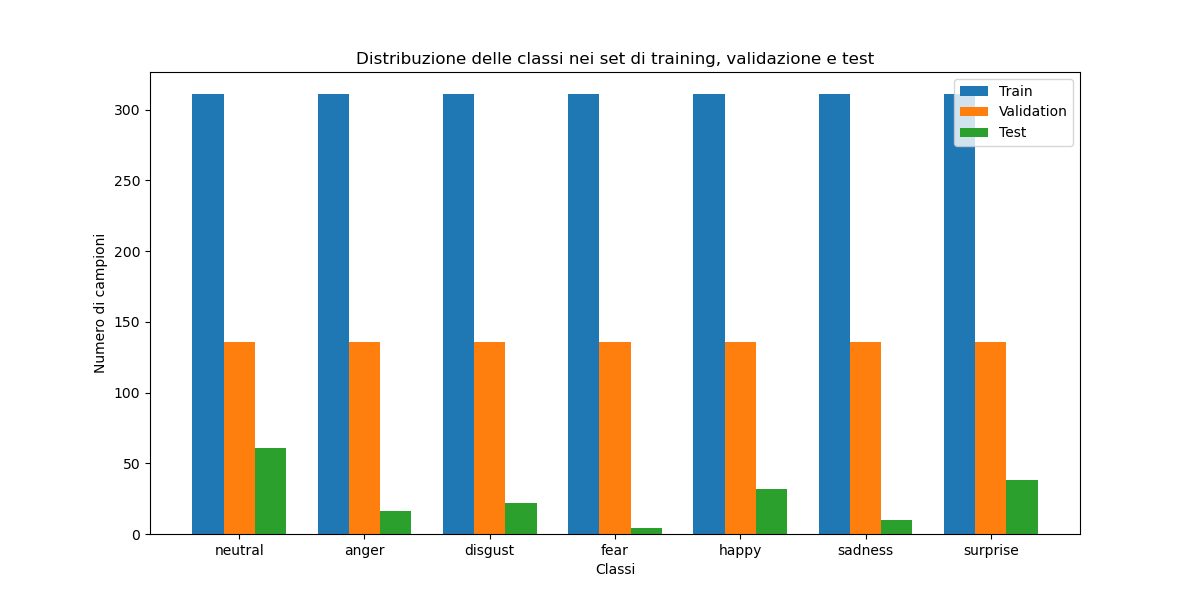 Distribuzione delle classi nei set di training, validazione e test
Train
Validation
Test
Numero di campioni
300
250
200
150
100
50
0
neutral anger disgust fear happy sadness surprise
Classi